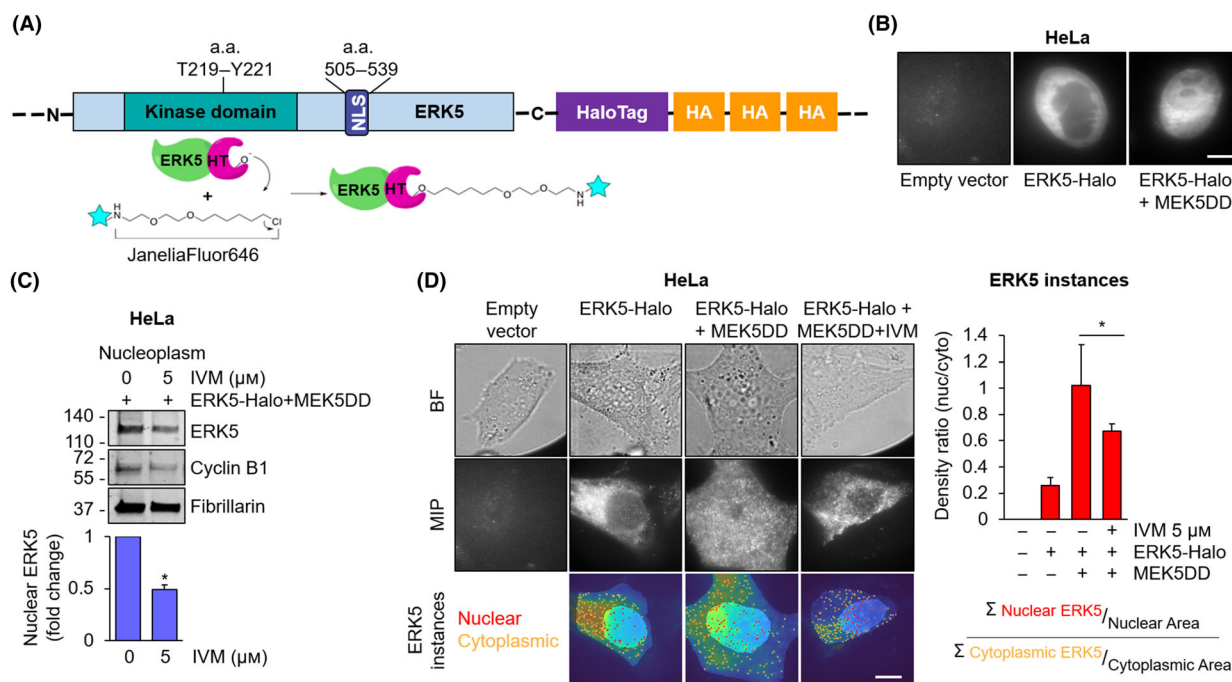 (A)
a.a.
T219–Y221
a.a.
505–539
N
Kinase domain
NLS
ERK5
C
HaloTag
HA
HA
HA
ERK5
HT
O⁻
+
H
N
O
O
Cl
JaneliaFluor646
ERK5
HT
O
O
O
N
H
(B)
HeLa
Empty vector
ERK5-Halo
ERK5-Halo
+ MEK5DD
(C)
HeLa
Nucleoplasm
0 5 IVM (μM)
+ + ERK5-Halo+MEK5DD
140 -
110 -
ERK5
72 -
55 -
Cyclin B1
37 -
Fibrillarin
Nuclear ERK5
(fold change)
1
0.5
0
*
0 5 IVM (μM)
(D)
HeLa
Empty
vector
ERK5-Halo
ERK5-Halo
+ MEK5DD
ERK5-Halo +
MEK5DD+IVM
BF
MIP
ERK5
instances
Nuclear
Cytoplasmic
ERK5 instances
Density ratio (nuc/cyto)
1.4
1.2
1
0.8
0.6
0.4
0.2
0
*
+ IVM 5 μM
– + + + ERK5-Halo
– – + + MEK5DD
Σ Nuclear ERK5/Nuclear Area
Σ Cytoplasmic ERK5/Cytoplasmic Area